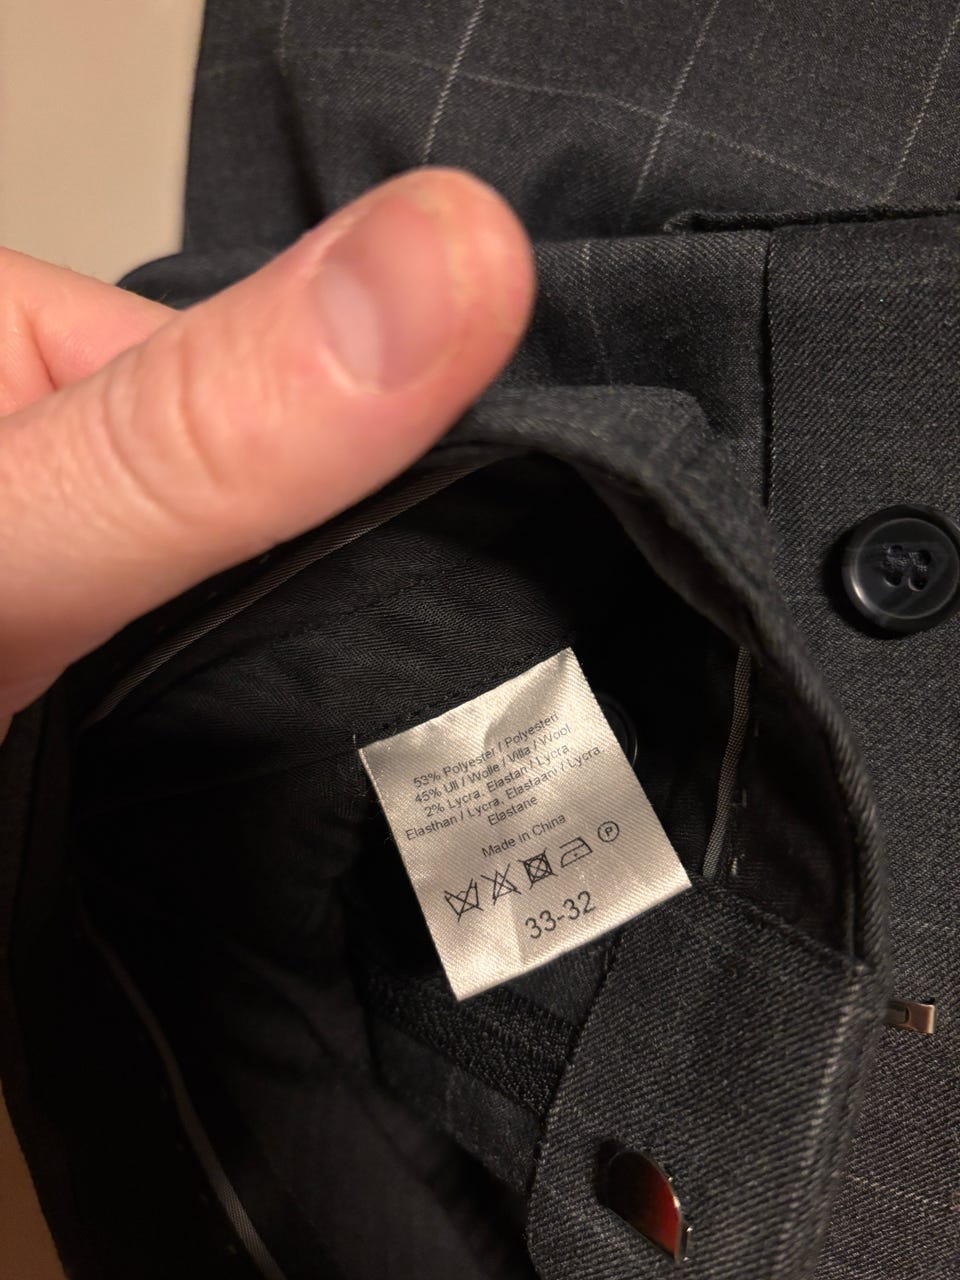 53% Polyester / Polyesteri
45% Ull / Wolle / Villa / Wool
2% Lycra, Elastan / Lycra
Elasthan / Lycra, Elastaani / Lycra,
Elastane
Made in China
P
33-32